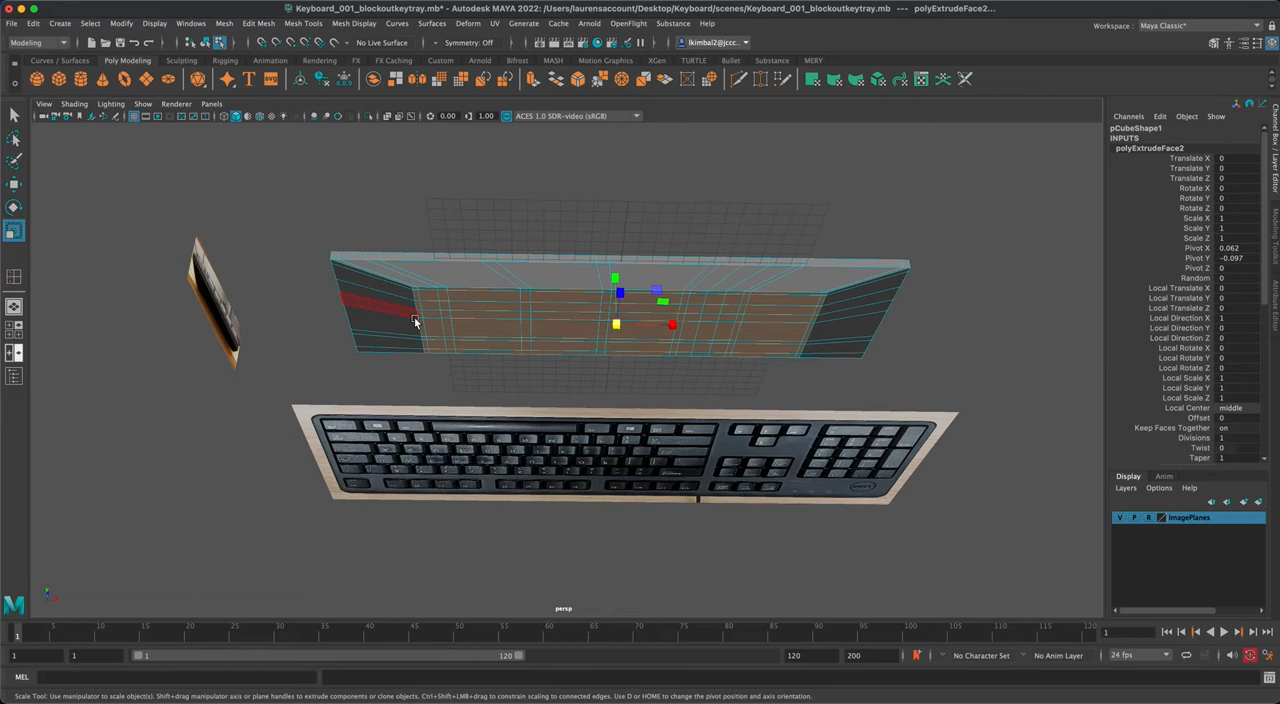 Keyboard_001_blockoutkeytray.mb* - Autodesk MAYA 2022: /Users/laurensaccount/Desktop/Keyboard/scenes/Keyboard_001_blockoutkeytray.mb* --- polyExtrudeFace2...
File Edit Create Select Modify Display Windows Mesh Edit Mesh Mesh Tools Mesh Display Curves Surfaces Deform UV Generate Cache Arnold OpenFlight Substance Help
Workspace : Maya Classic*
Modeling No Live Surface Symmetry: Off lkimbal2@jccc...
Curves / Surfaces Poly Modeling Sculpting Rigging Animation Rendering FX FX Caching Custom Arnold Bifrost MASH Motion Graphics XGen TURTLE Bullet Substance MERY
View Shading Lighting Show Renderer Panels
0.00 1.00 ACES 1.0 SDR-video (sRGB)
Channels Edit Object Show
pCubeShape1
INPUTS
polyExtrudeFace2
Translate X 0
Translate Y 0
Translate Z 0
Rotate X 0
Rotate Y 0
Rotate Z 0
Scale X 1
Scale Y 1
Scale Z 1
Pivot X 0.062
Pivot Y -0.097
Pivot Z 0
Random 0
Local Translate X 0
Local Translate Y 0
Local Translate Z 0
Local Direction X 1
Local Direction Y 0
Local Direction Z 0
Local Rotate X 0
Local Rotate Y 0
Local Rotate Z 0
Local Scale X 1
Local Scale Y 1
Local Scale Z 1
Local Center middle
Offset 0
Keep Faces Together on
Divisions 1
Twist 0
Taper 1
Channel Box / Layer Editor
Modeling Toolkit
Attribute Editor
Display Anim
Layers Options Help
V P R ImagePlanes
persp
5 10 15 20 25 30 35 40 45 50 55 60 65 70 75 80 85 90 95 100 105 110 115 120
1
1
1 1 1 120 120 200 No Character Set No Anim Layer 24 fps
MEL
Scale Tool: Use manipulator to scale object(s). Shift+drag manipulator axis or plane handles to extrude components or clone objects. Ctrl+Shift+LMB+drag to constrain scaling to connected edges. Use D or HOME to change the pivot position and axis orientation.